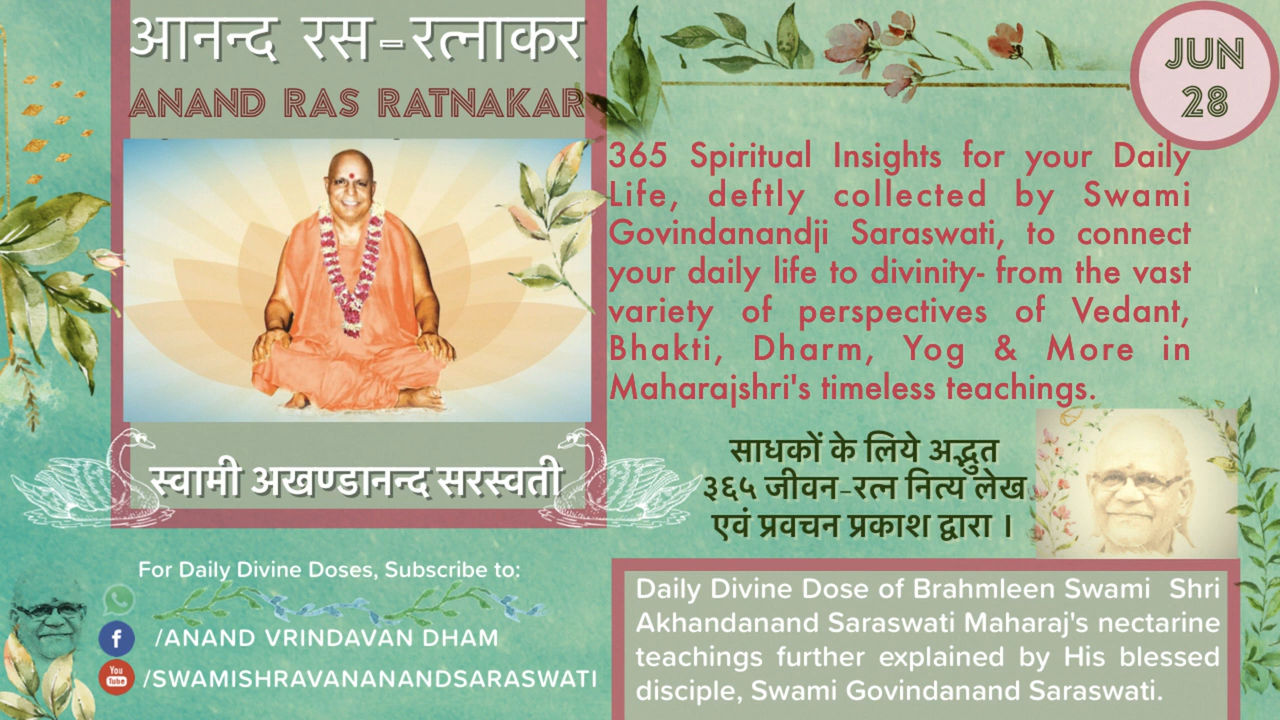 आनन्द रस-रत्नाकर
ANAND RAS RATNAKAR
JUN
28
365 Spiritual Insights for your Daily
Life, deftly collected by Swami
Govindanandji Saraswati, to connect
your daily life to divinity- from the vast
variety of perspectives of Vedant,
Bhakti, Dharm, Yog & More in
Maharajshri's timeless teachings.
स्वामी अखण्डानन्द सरस्वती
साधकों के लिये अद्भुत
३६५ जीवन-रत्न नित्य लेख
एवं प्रवचन प्रकाश द्वारा ।
For Daily Divine Doses, Subscribe to:
f /ANAND VRINDAVAN DHAM
You Tube /SWAMISHRAVANANANDSARASWATI
Daily Divine Dose of Brahmleen Swami Shri
Akhandanand Saraswati Maharaj's nectarine
teachings further explained by His blessed
disciple, Swami Govindanand Saraswati.